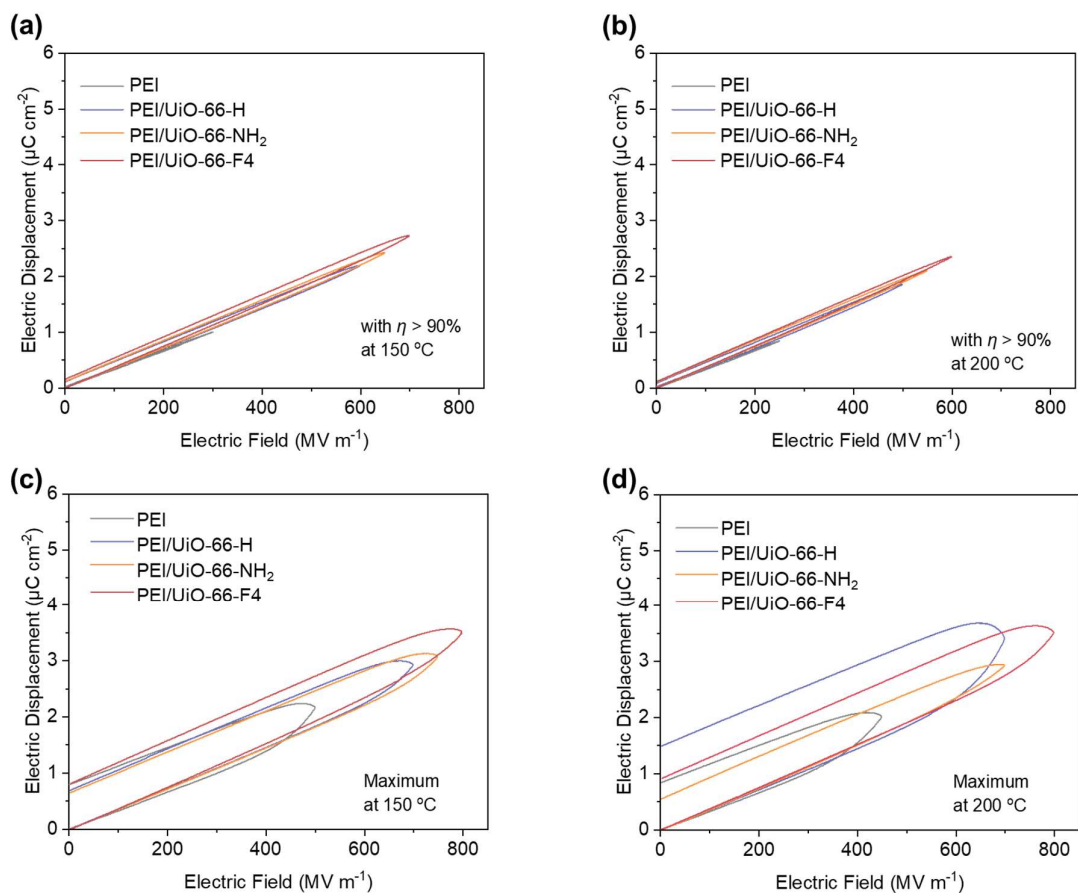 (a)
Electric Displacement (µC cm⁻²)
6
5
4
3
2
1
0
PEI
PEI/UiO-66-H
PEI/UiO-66-NH₂
PEI/UiO-66-F4
with η > 90%
at 150 ºC
0 200 400 600 800
Electric Field (MV m⁻¹)
(b)
Electric Displacement (µC cm⁻²)
6
5
4
3
2
1
0
PEI
PEI/UiO-66-H
PEI/UiO-66-NH₂
PEI/UiO-66-F4
with η > 90%
at 200 ºC
0 200 400 600 800
Electric Field (MV m⁻¹)
(c)
Electric Displacement (µC cm⁻²)
6
5
4
3
2
1
0
PEI
PEI/UiO-66-H
PEI/UiO-66-NH₂
PEI/UiO-66-F4
Maximum
at 150 ºC
0 200 400 600 800
Electric Field (MV m⁻¹)
(d)
Electric Displacement (µC cm⁻²)
6
5
4
3
2
1
0
PEI
PEI/UiO-66-H
PEI/UiO-66-NH₂
PEI/UiO-66-F4
Maximum
at 200 ºC
0 200 400 600 800
Electric Field (MV m⁻¹)